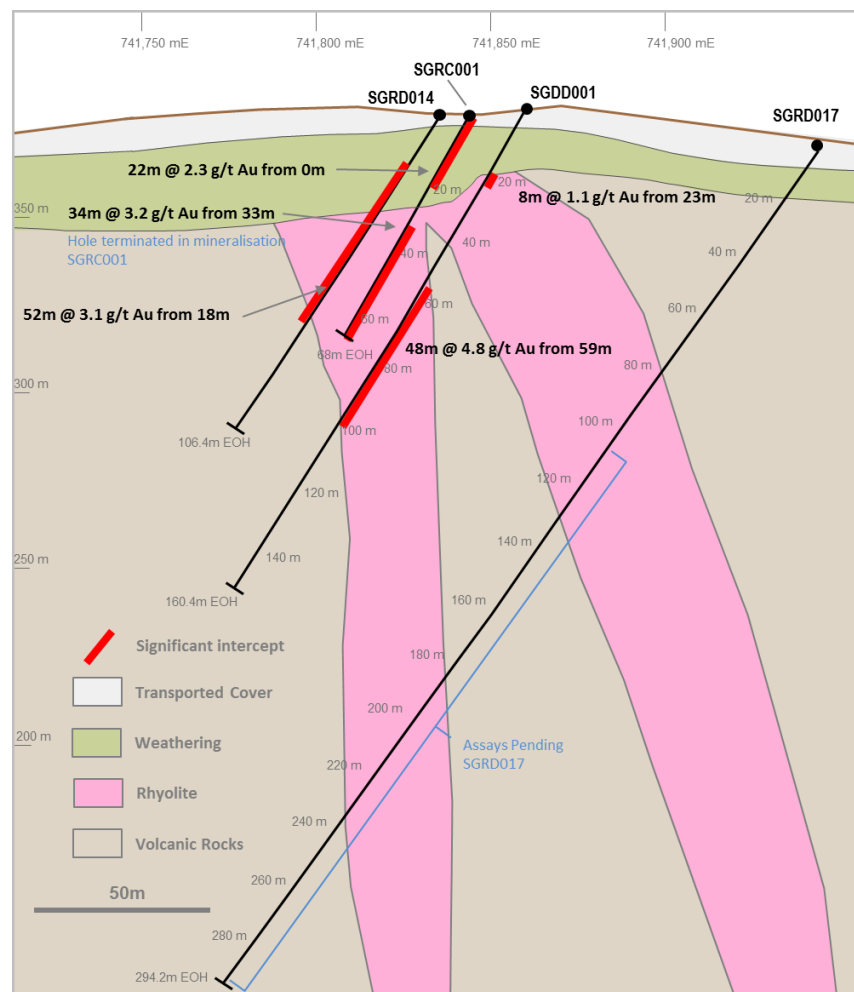 741,750 mE
741,800 mE
741,850 mE
741,900 mE
SGRC001
SGRD014
SGDD001
SGRD017
22m @ 2.3 g/t Au from 0m
20 m
20 m
8m @ 1.1 g/t Au from 23m
20 m
34m @ 3.2 g/t Au from 33m
350 m
Hole terminated in mineralisation
SGRC001
40 m
40 m
40 m
52m @ 3.1 g/t Au from 18m
60 m
60 m
60 m
68m EOH
48m @ 4.8 g/t Au from 59m
80 m
80 m
300 m
100 m
100 m
106.4m EOH
120 m
120 m
140 m
140 m
250 m
160.4m EOH
160 m
Significant intercept
180 m
Transported Cover
200 m
200 m
Weathering
Assays Pending
SGRD017
220 m
Rhyolite
240 m
Volcanic Rocks
260 m
50m
280 m
294.2m EOH